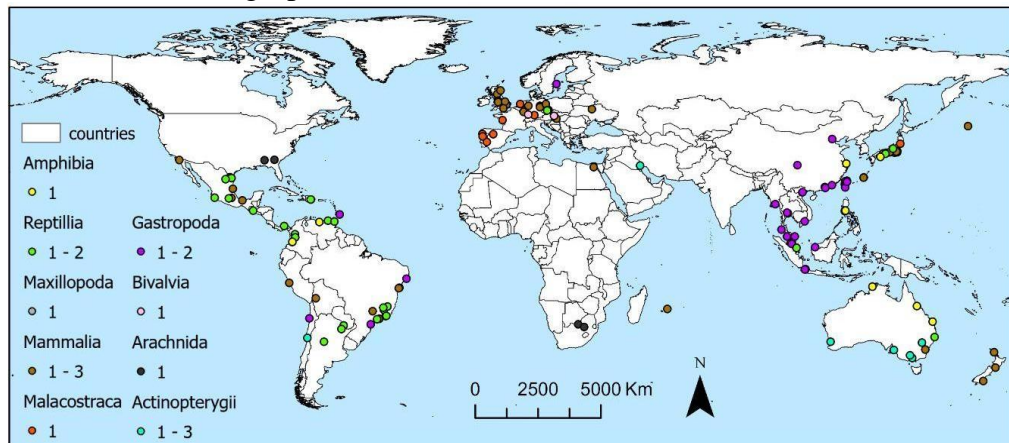 countries
Amphibia
1
Reptillia Gastropoda
1 - 2 1 - 2
Maxillopoda Bivalvia
1 1
Mammalia Arachnida
1 - 3 1
Malacostraca Actinopterygii
1 1 - 3
0 2500 5000 Km
N